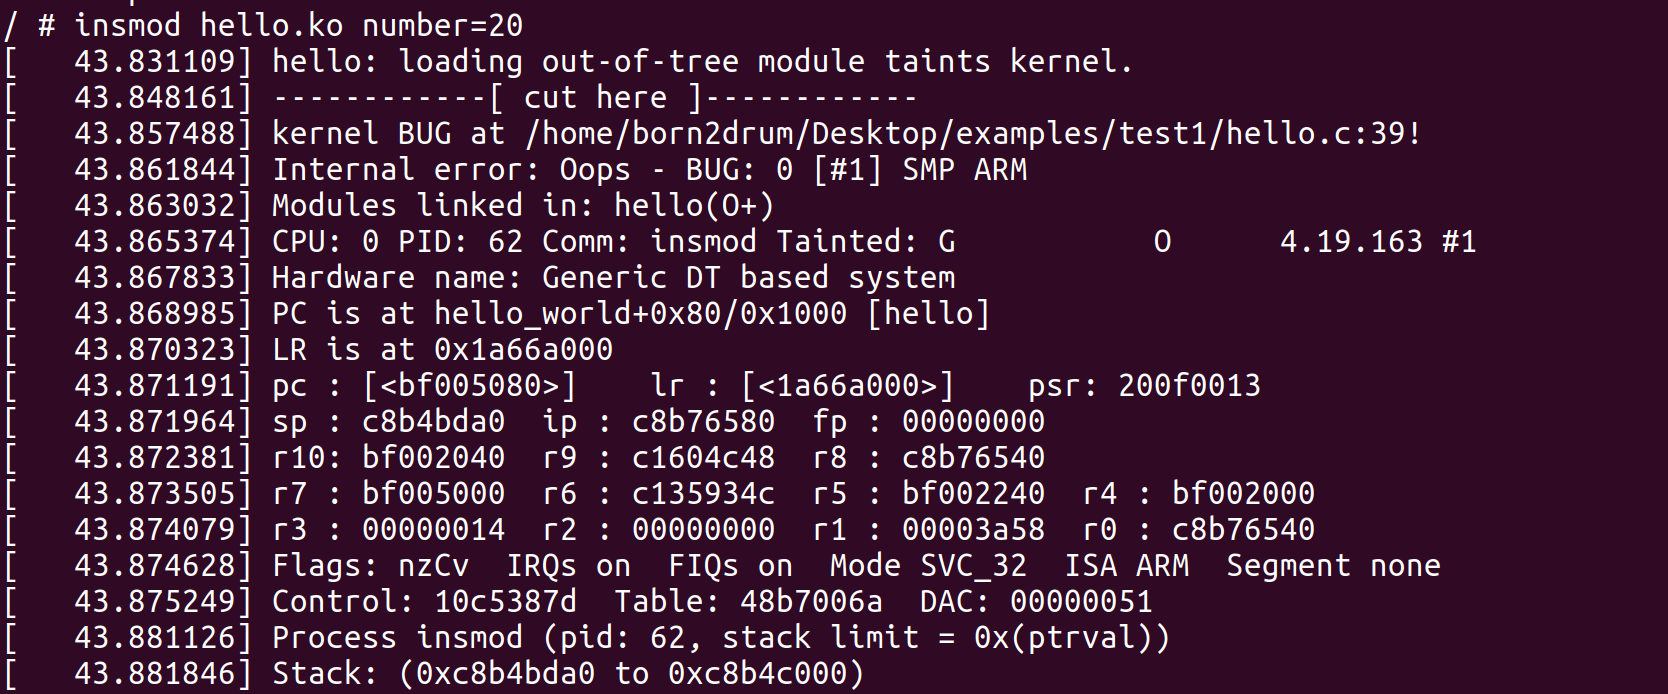 / # insmod hello.ko number=20
[   43.831109] hello: loading out-of-tree module taints kernel.
[   43.848161] ------------[ cut here ]------------
[   43.857488] kernel BUG at /home/born2drum/Desktop/examples/test1/hello.c:39!
[   43.861844] Internal error: Oops - BUG: 0 [#1] SMP ARM
[   43.863032] Modules linked in: hello(O+)
[   43.865374] CPU: 0 PID: 62 Comm: insmod Tainted: G           O      4.19.163 #1
[   43.867833] Hardware name: Generic DT based system
[   43.868985] PC is at hello_world+0x80/0x1000 [hello]
[   43.870323] LR is at 0x1a66a000
[   43.871191] pc : [<bf005080>]    lr : [<1a66a000>]    psr: 200f0013
[   43.871964] sp : c8b4bda0  ip : c8b76580  fp : 00000000
[   43.872381] r10: bf002040  r9 : c1604c48  r8 : c8b76540
[   43.873505] r7 : bf005000  r6 : c135934c  r5 : bf002240  r4 : bf002000
[   43.874079] r3 : 00000014  r2 : 00000000  r1 : 00003a58  r0 : c8b76540
[   43.874628] Flags: nzCv  IRQs on  FIQs on  Mode SVC_32  ISA ARM  Segment none
[   43.875249] Control: 10c5387d  Table: 48b7006a  DAC: 00000051
[   43.881126] Process insmod (pid: 62, stack limit = 0x(ptrval))
[   43.881846] Stack: (0xc8b4bda0 to 0xc8b4c000)